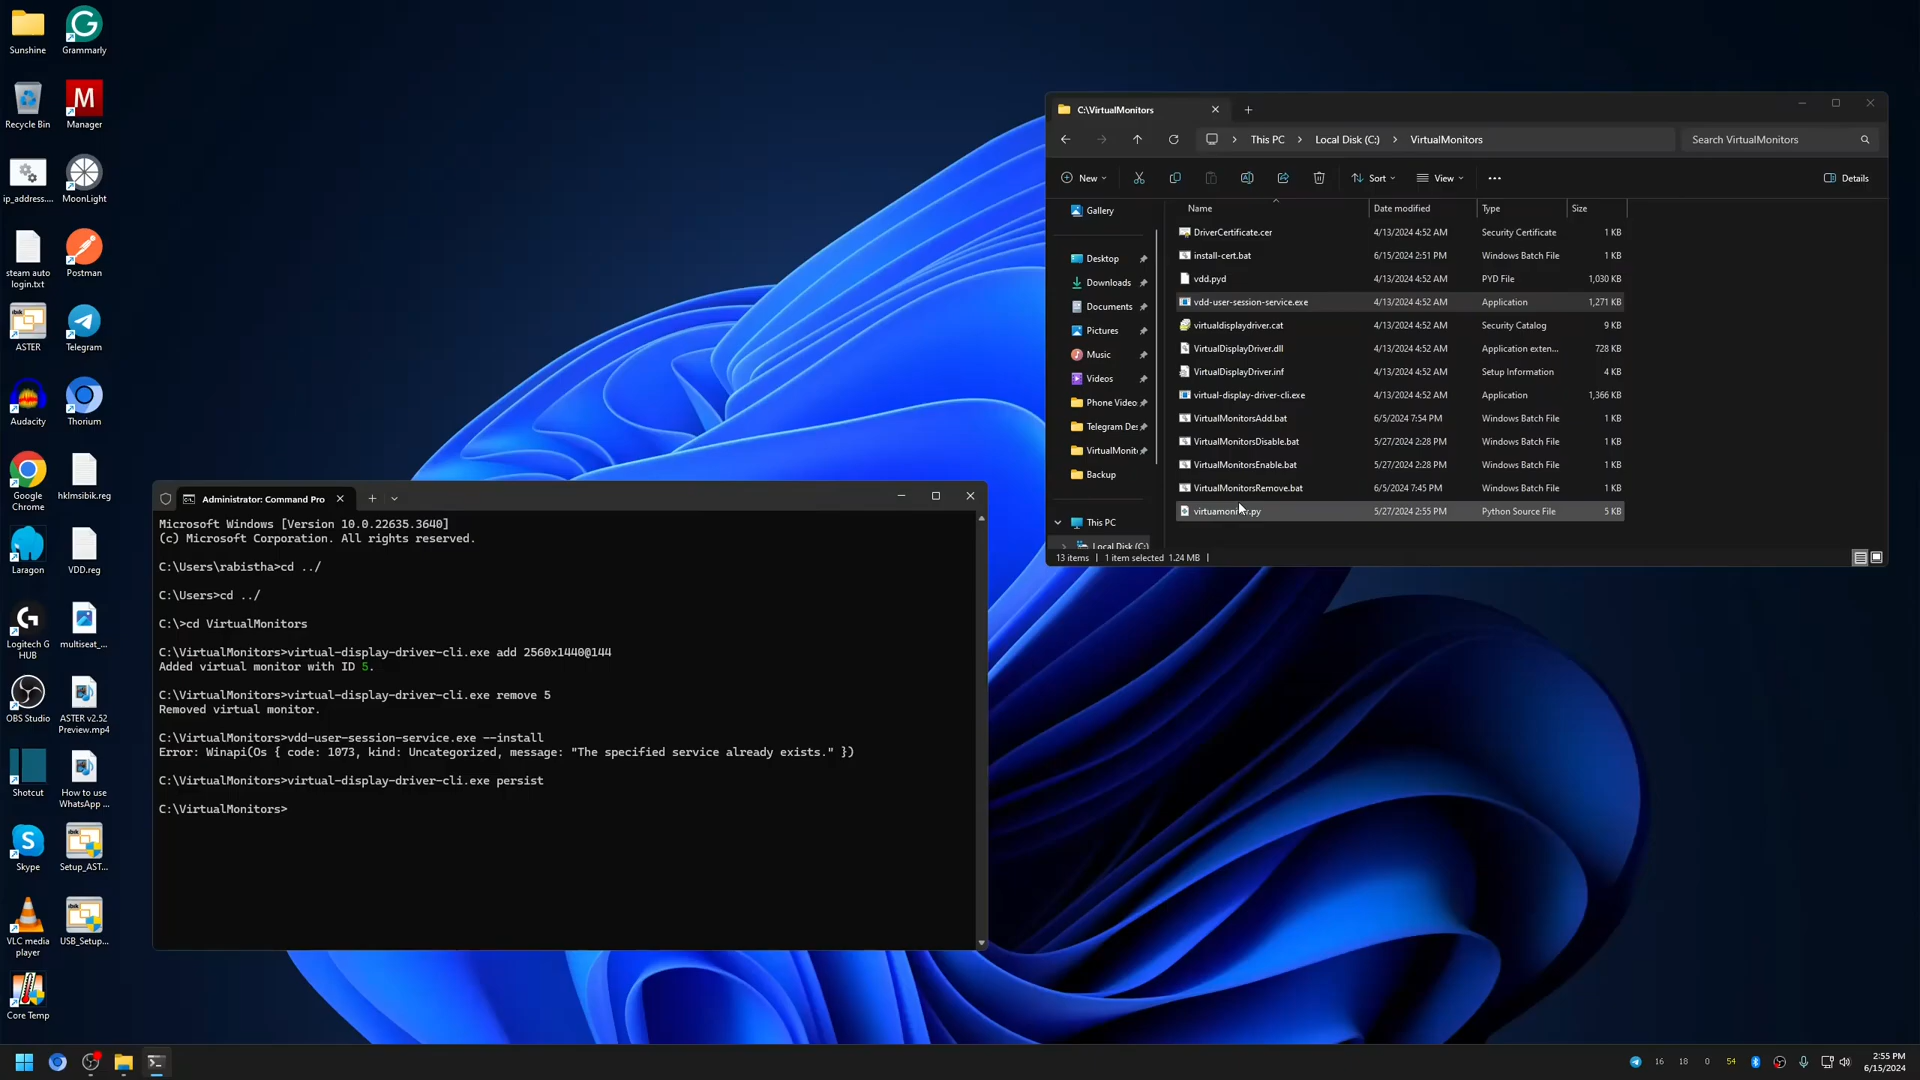 Sunshine
Grammarly
Recycle Bin
Manager
ip_address....
MoonLight
steam auto
login.txt
Postman
ASTER
Telegram
Audacity
Thorium
Google
Chrome
hklmsibik.reg
Laragon
VDD.reg
Logitech G
HUB
multiseat_...
OBS Studio
ASTER v2.52
Preview.mp4
Shotcut
How to use
WhatsApp ...
Skype
Setup_AST...
VLC media
player
USB_Setup...
Core Temp
Administrator: Command Pro
Microsoft Windows [Version 10.0.22635.3640]
(c) Microsoft Corporation. All rights reserved.
C:\Users\rabistha>cd ../
C:\Users>cd ../
C:\>cd VirtualMonitors
C:\VirtualMonitors>virtual-display-driver-cli.exe add 2560x1440@144
Added virtual monitor with ID 5.
C:\VirtualMonitors>virtual-display-driver-cli.exe remove 5
Removed virtual monitor.
C:\VirtualMonitors>vdd-user-session-service.exe --install
Error: Winapi(Os { code: 1073, kind: Uncategorized, message: "The specified service already exists." })
C:\VirtualMonitors>virtual-display-driver-cli.exe persist
C:\VirtualMonitors>
C:\VirtualMonitors
This PC > Local Disk (C:) > VirtualMonitors
Search VirtualMonitors
New
Sort
View
Details
Gallery
Desktop
Downloads
Documents
Pictures
Music
Videos
Phone Video
Telegram Des
VirtualMonit
Backup
This PC
Local Disk (C:)
Name Date modified Type Size
DriverCertificate.cer 4/13/2024 4:52 AM Security Certificate 1 KB
install-cert.bat 6/15/2024 2:51 PM Windows Batch File 1 KB
vdd.pyd 4/13/2024 4:52 AM PYD File 1,030 KB
vdd-user-session-service.exe 4/13/2024 4:52 AM Application 1,271 KB
virtualdisplaydriver.cat 4/13/2024 4:52 AM Security Catalog 9 KB
VirtualDisplayDriver.dll 4/13/2024 4:52 AM Application exten... 728 KB
VirtualDisplayDriver.inf 4/13/2024 4:52 AM Setup Information 4 KB
virtual-display-driver-cli.exe 4/13/2024 4:52 AM Application 1,366 KB
VirtualMonitorsAdd.bat 6/5/2024 7:54 PM Windows Batch File 1 KB
VirtualMonitorsDisable.bat 5/27/2024 2:28 PM Windows Batch File 1 KB
VirtualMonitorsEnable.bat 5/27/2024 2:28 PM Windows Batch File 1 KB
VirtualMonitorsRemove.bat 6/5/2024 7:45 PM Windows Batch File 1 KB
5/27/2024 2:55 PM Python Source File 5 KB
13 items 1 item selected 1.24 MB
16 18 0 54
2:55 PM
6/15/2024